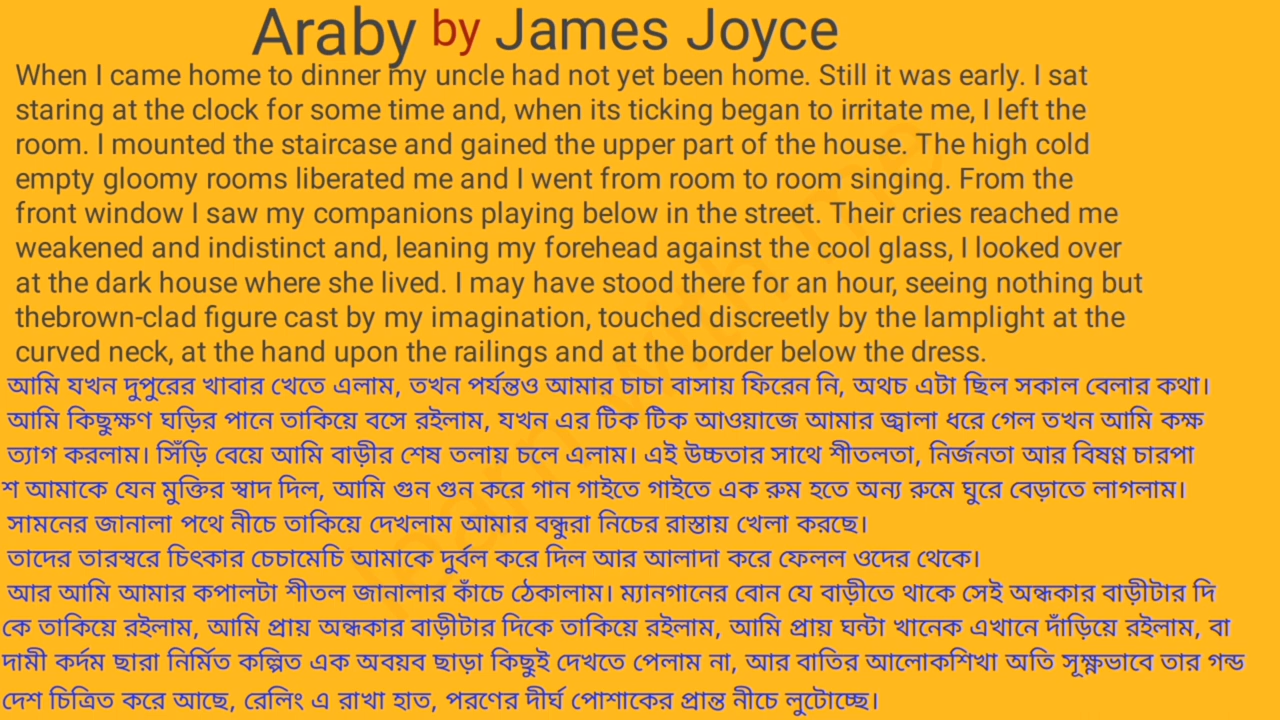 Araby by James Joyce
When I came home to dinner my uncle had not yet been home. Still it was early. I sat
staring at the clock for some time and, when its ticking began to irritate me, I left the
room. I mounted the staircase and gained the upper part of the house. The high cold
empty gloomy rooms liberated me and I went from room to room singing. From the
front window I saw my companions playing below in the street. Their cries reached me
weakened and indistinct and, leaning my forehead against the cool glass, I looked over
at the dark house where she lived. I may have stood there for an hour, seeing nothing but
thebrown-clad figure cast by my imagination, touched discreetly by the lamplight at the
curved neck, at the hand upon the railings and at the border below the dress.
আমি যখন দুপুরের খাবার খেতে এলাম, তখন পর্যন্তও আমার চাচা বাসায় ফিরেন নি, অথচ এটা ছিল সকাল বেলার কথা।
আমি কিছুক্ষণ ঘড়ির পানে তাকিয়ে বসে রইলাম, যখন এর টিক টিক আওয়াজে আমার জ্বালা ধরে গেল তখন আমি কক্ষ
ত্যাগ করলাম। সিঁড়ি বেয়ে আমি বাড়ীর শেষ তলায় চলে এলাম। এই উচ্চতার সাথে শীতলতা, নির্জনতা আর বিষণ্ণ চারপা
শ আমাকে যেন মুক্তির স্বাদ দিল, আমি গুন গুন করে গান গাইতে গাইতে এক রুম হতে অন্য রুমে ঘুরে বেড়াতে লাগলাম।
সামনের জানালা পথে নীচে তাকিয়ে দেখলাম আমার বন্ধুরা নিচের রাস্তায় খেলা করছে।
তাদের তারস্বরে চিৎকার চেচামেচি আমাকে দুর্বল করে দিল আর আলাদা করে ফেলল ওদের থেকে।
আর আমি আমার কপালটা শীতল জানালার কাঁচে ঠেকালাম। ম্যানগানের বোন যে বাড়ীতে থাকে সেই অন্ধকার বাড়ীটার দি
কে তাকিয়ে রইলাম, আমি প্রায় অন্ধকার বাড়ীটার দিকে তাকিয়ে রইলাম, আমি প্রায় ঘন্টা খানেক এখানে দাঁড়িয়ে রইলাম, বা
দামী কর্দম ছারা নির্মিত কল্পিত এক অবয়ব ছাড়া কিছুই দেখতে পেলাম না, আর বাতির আলোকশিখা অতি সূক্ষ্ণভাবে তার গন্ড
দেশ চিত্রিত করে আছে, রেলিং এ রাখা হাত, পরণের দীর্ঘ পোশাকের প্রান্ত নীচে লুটোচ্ছে।